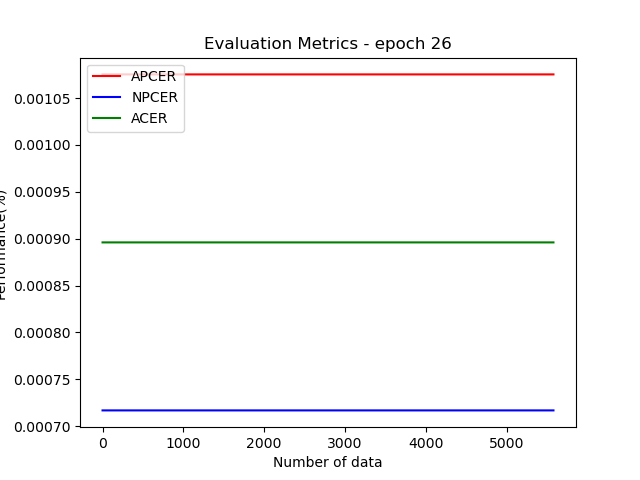 Evaluation Metrics - epoch 26
APCER
NPCER
ACER
0.00105
0.00100
0.00095
0.00090
0.00085
0.00080
0.00075
0.00070
Performance(%)
0 1000 2000 3000 4000 5000
Number of data